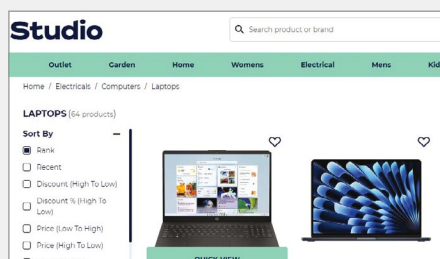 Studio
Search product or brand
Outlet Garden Home Womens Electrical Mens Kid
Home / Electricals / Computers / Laptops
LAPTOPS (64 products)
Sort By
Rank
Recent
Discount (High To Low)
Discount % (High To
Low)
Price (Low To High)
Price (High To Low)
QUICK VIEW